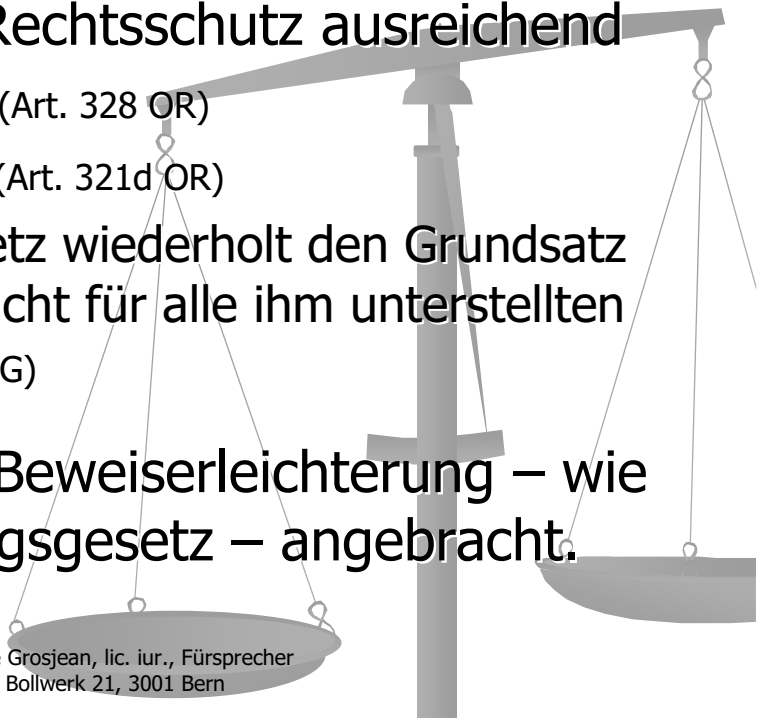 Rechtsschutz ausreichend
(Art. 328 OR)
(Art. 321d OR)
etz wiederholt den Grundsatz
cht für alle ihm unterstellten
G)
Beweiserleichterung – wie
gsgesetz – angebracht.
e Grosjean, lic. iur., Fürsprecher
Bollwerk 21, 3001 Bern